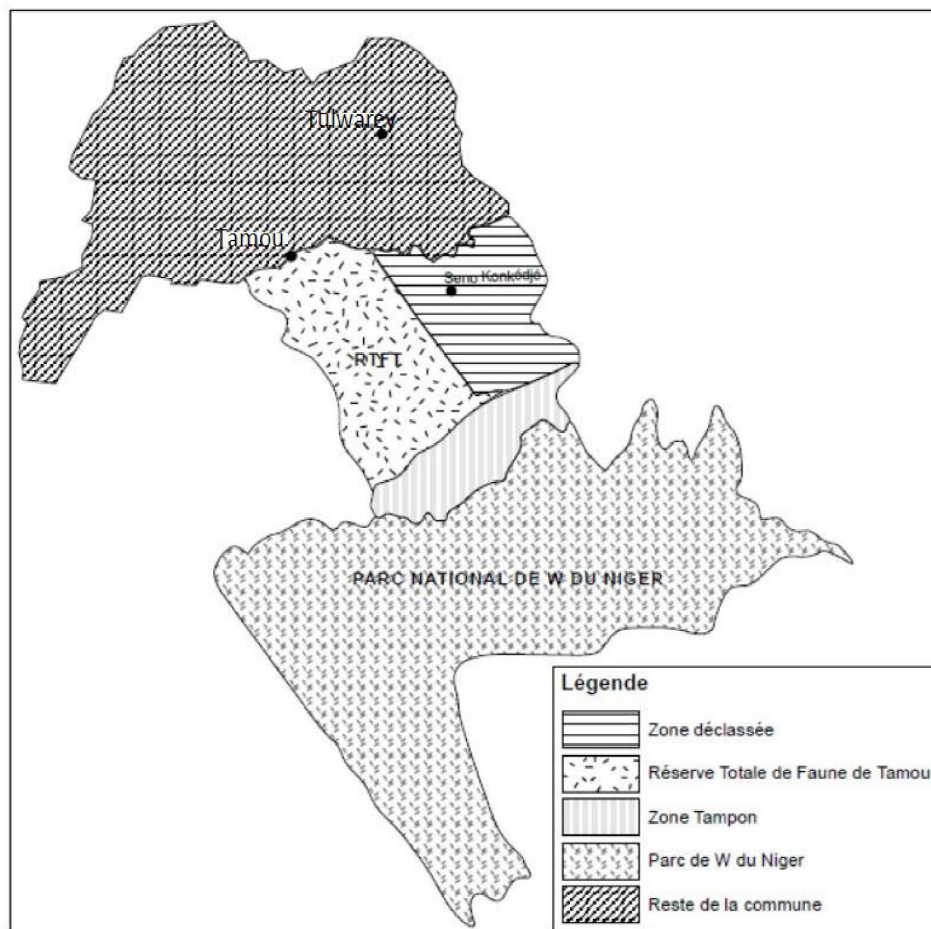 Tulwarey
Tamou
Senu Konkédjé
RTFT
PARC NATIONAL DE W DU NIGER
Légende
Zone déclassée
Réserve Totale de Faune de Tamou
Zone Tampon
Parc de W du Niger
Reste de la commune